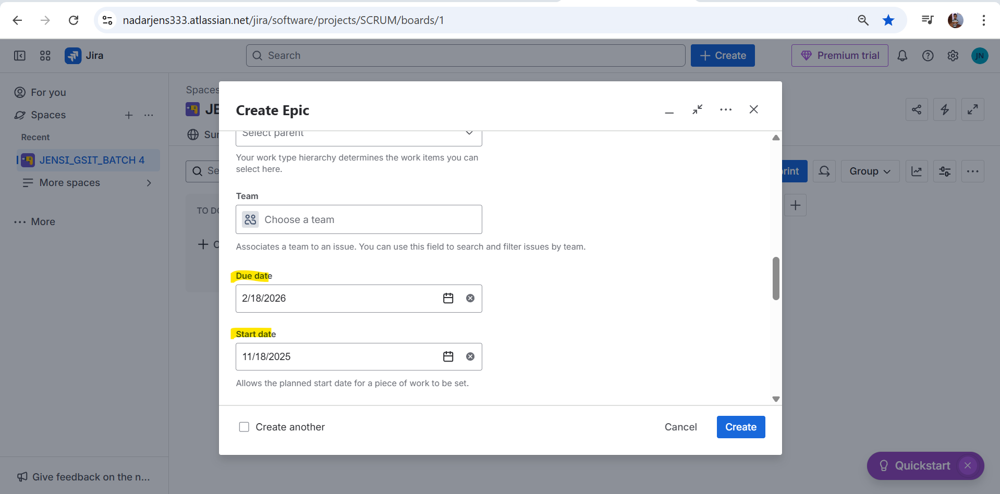 nadarjens333.atlassian.net/jira/software/projects/SCRUM/boards/1
Jira
Search
Create
Premium trial
JN
For you
Spaces
Recent
JENSI_GSIT_BATCH 4
More spaces
More
Give feedback on the n...
Spaces
JE
Sur
Se
TO DO
C
rint
Group
Create Epic
Select parent
Your work type hierarchy determines the work items you can
select here.
Team
Choose a team
Associates a team to an issue. You can use this field to search and filter issues by team.
Due date
2/18/2026
Start date
11/18/2025
Allows the planned start date for a piece of work to be set.
Create another
Cancel
Create
Quickstart